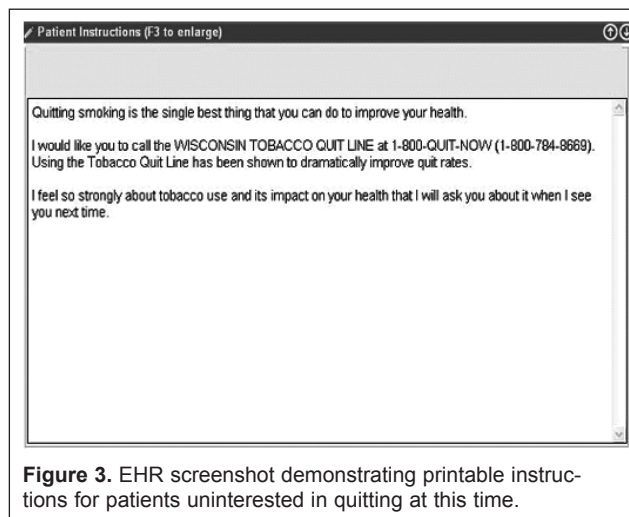 Patient Instructions (F3 to enlarge)
Quitting smoking is the single best thing that you can do to improve your health.
I would like you to call the WISCONSIN TOBACCO QUIT LINE at 1-800-QUIT-NOW (1-800-784-8669).
Using the Tobacco Quit Line has been shown to dramatically improve quit rates.
I feel so strongly about tobacco use and its impact on your health that I will ask you about it when I see
you next time.
Figure 3. EHR screenshot demonstrating printable instruc-
tions for patients uninterested in quitting at this time.